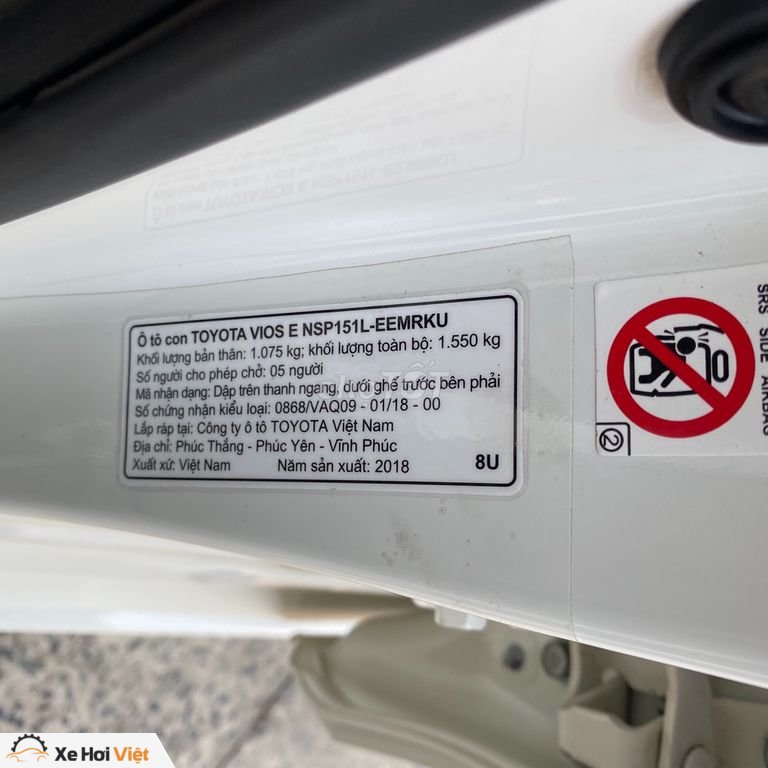 Ô tô con TOYOTA VIOS E NSP151L-EEMRKU
Khối lượng bản thân: 1.075 kg; khối lượng toàn bộ: 1.550 kg
Số người cho phép chở: 05 người
Mã nhận dạng: Dập trên thanh ngang, dưới ghế trước bên phải
Số chứng nhận kiểu loại: 0868/VAQ09 - 01/18 - 00
Lắp ráp tại: Công ty ô tô TOYOTA Việt Nam
Địa chỉ: Phúc Thắng - Phúc Yên - Vĩnh Phúc
Xuất xứ: Việt Nam Năm sản xuất: 2018 8U
SRS SIDE AIRBAG
2
Xe Hơi Việt